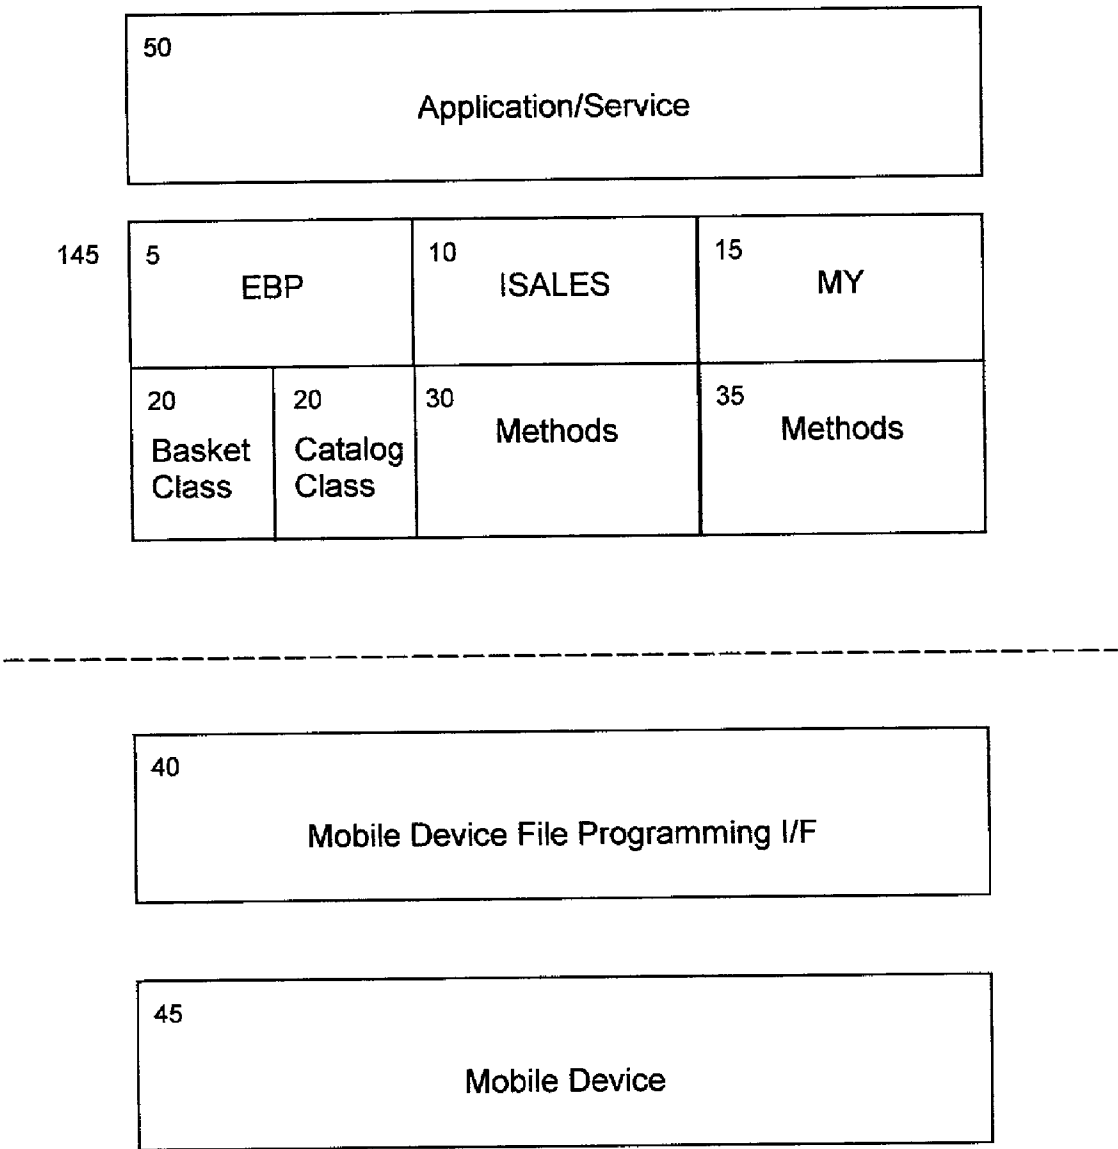 50
Application/Service
145
5
EBP
10
ISALES
15
MY
20
Basket
Class
20
Catalog
Class
30
Methods
35
Methods
40
Mobile Device File Programming I/F
45
Mobile Device